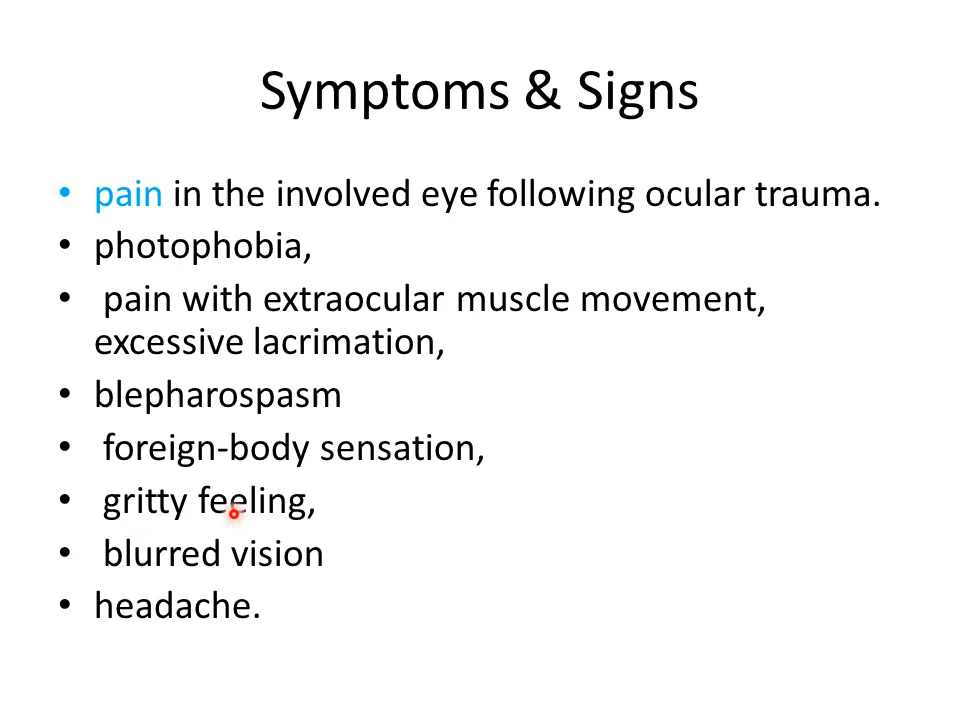 Symptoms & Signs
• pain in the involved eye following ocular trauma.
• photophobia,
• pain with extraocular muscle movement,
excessive lacrimation,
• blepharospasm
• foreign-body sensation,
• gritty feeling,
• blurred vision
• headache.